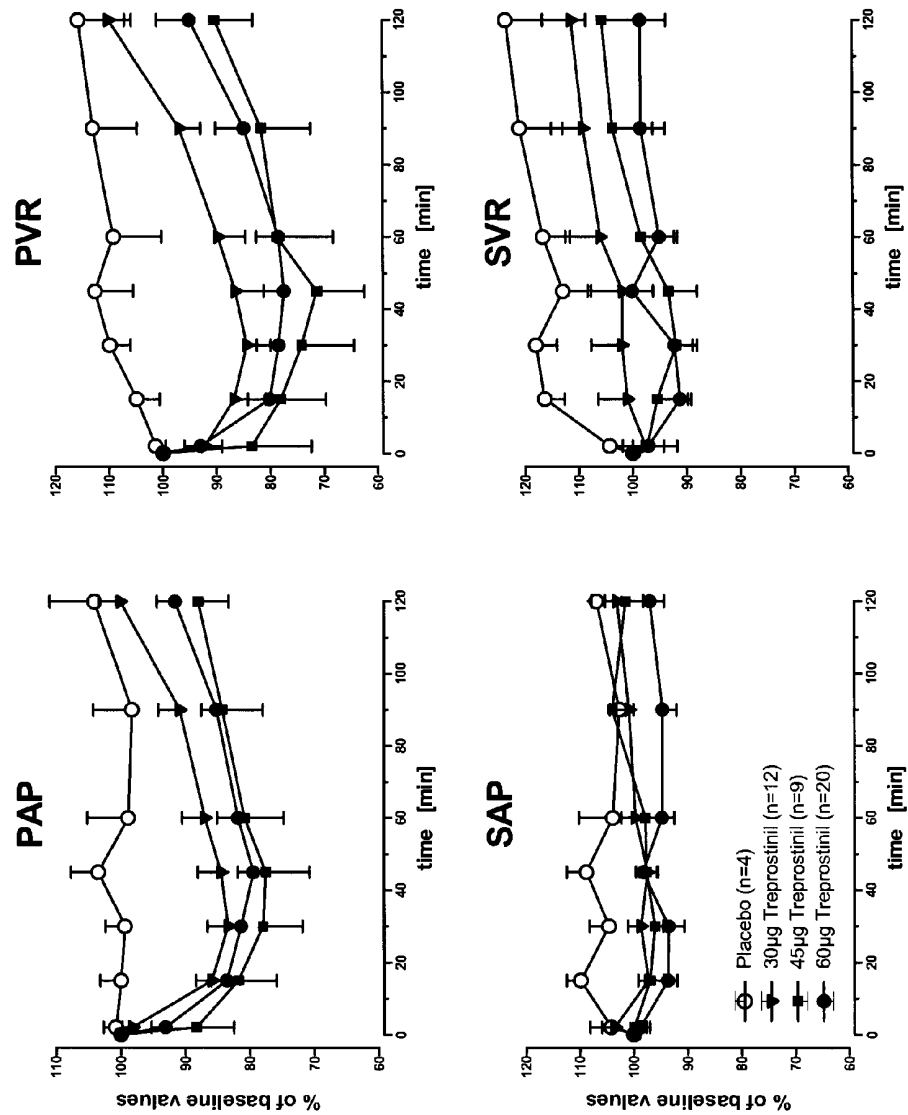 PAP
% of baseline values
110
100
90
80
70
60
0 20 40 60 80 100 120
time [min]
PVR
120
110
100
90
80
70
60
0 20 40 60 80 100 120
time [min]
SAP
% of baseline values
120
110
100
90
80
70
60
Placebo (n=4)
30µg Treprostinil (n=12)
45µg Treprostinil (n=9)
60µg Treprostinil (n=20)
0 20 40 60 80 100 120
time [min]
SVR
120
110
100
90
80
70
60
0 20 40 60 80 100 120
time [min]